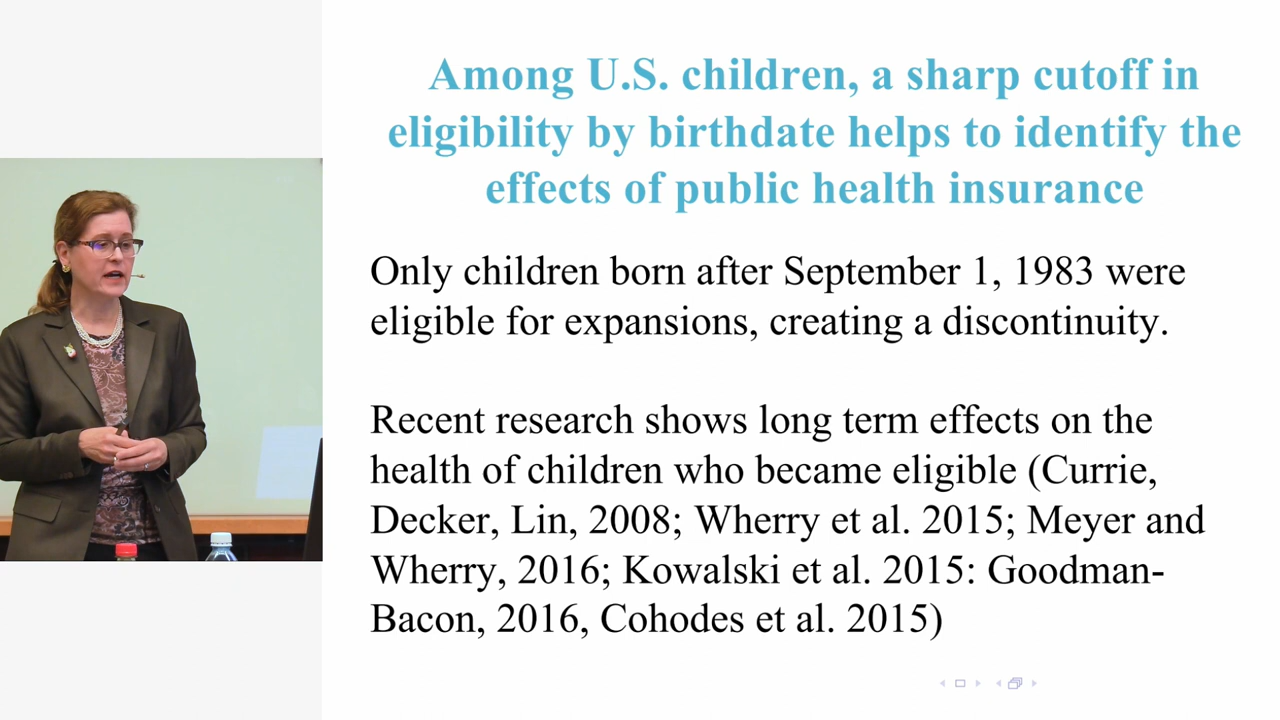 Among U.S. children, a sharp cutoff in
eligibility by birthdate helps to identify the
effects of public health insurance
Only children born after September 1, 1983 were
eligible for expansions, creating a discontinuity.
Recent research shows long term effects on the
health of children who became eligible (Currie,
Decker, Lin, 2008; Wherry et al. 2015; Meyer and
Wherry, 2016; Kowalski et al. 2015: Goodman-
Bacon, 2016, Cohodes et al. 2015)